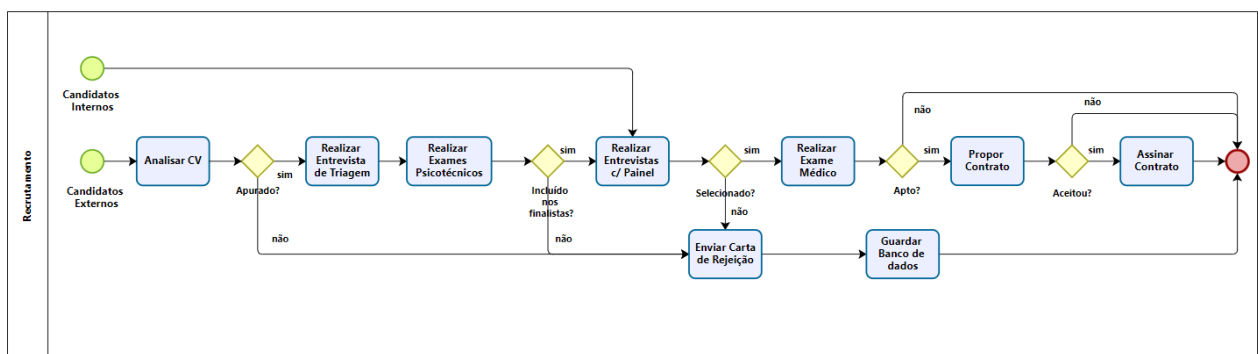 Recrutamento
Candidatos
Internos
Candidatos
Externos
Analisar CV
Apurado?
sim
não
Realizar
Entrevista
de Triagem
Realizar
Exames
Psicotécnicos
Incluído nos
finalistas?
sim
não
Realizar
Entrevistas
c/ Painel
Selecionado?
sim
não
Enviar Carta
de Rejeição
Guardar
Banco de
dados
Realizar
Exame
Médico
Apto?
sim
não
Propor
Contrato
Aceitou?
sim
não
Assinar
Contrato